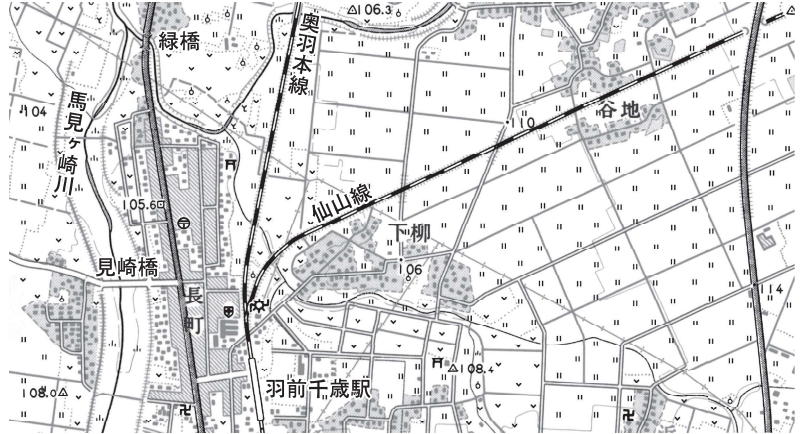 106.3
緑橋
奥羽本線
104
馬見ヶ崎川
110
谷地
105.6
仙山線
下柳
106
見崎橋
長町
114
108.0
羽前千歳駅
108.4